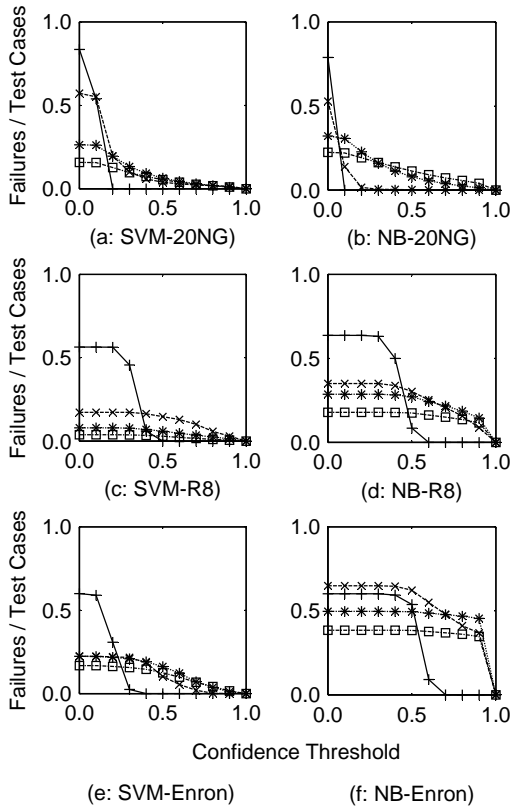 1.0 1.0
0.5 0.5
0.0 0.0
0.0 0.5 1.0 0.0 0.5 1.0
(a: SVM-20NG) (b: NB-20NG)
Failures / Test Cases
1.0 1.0
0.5 0.5
0.0 0.0
0.0 0.5 1.0 0.0 0.5 1.0
(c: SVM-R8) (d: NB-R8)
Failures / Test Cases
1.0 1.0
0.5 0.5
0.0 0.0
0.0 0.5 1.0 0.0 0.5 1.0
Failures / Test Cases
Confidence Threshold
(e: SVM-Enron) (f: NB-Enron)